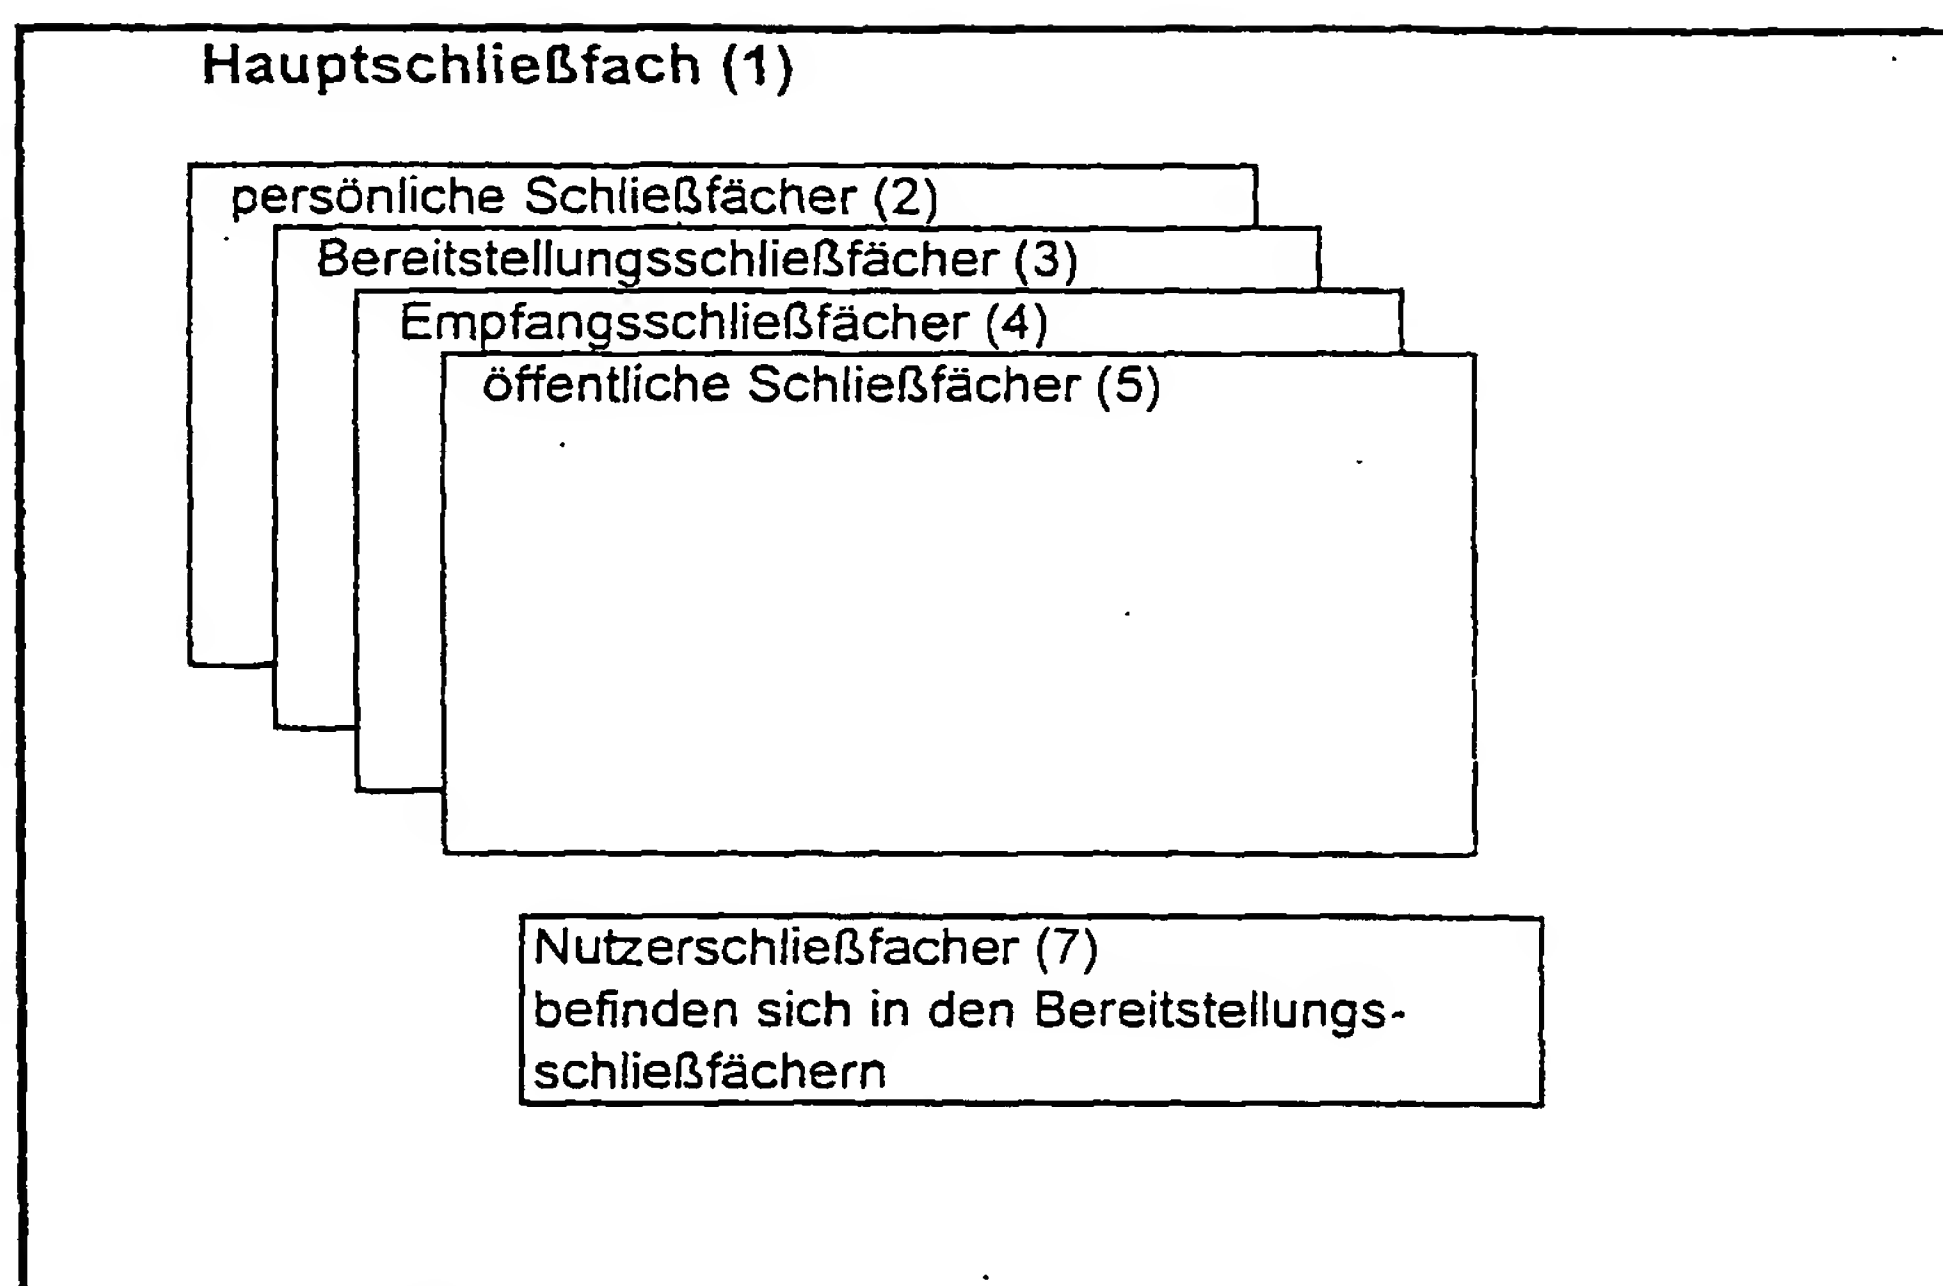 Hauptschließfach (1)
persönliche Schließfächer (2)
Bereitstellungsschließfächer (3)
Empfangsschließfächer (4)
öffentliche Schließfächer (5)
Nutzerschließfacher (7)
befinden sich in den Bereitstellungs-
schließfächern